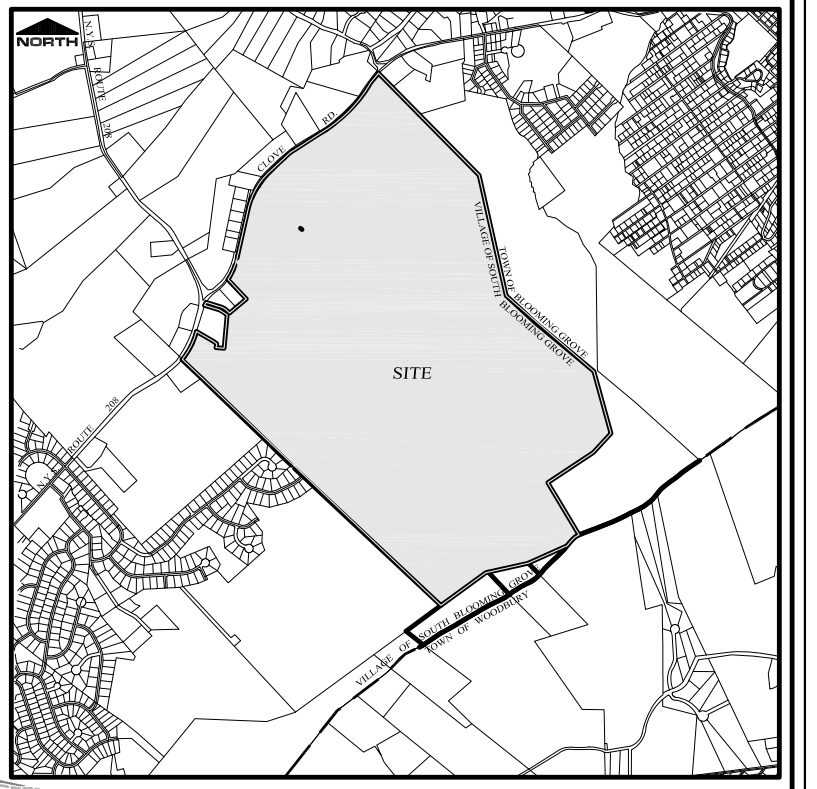 NORTH
N.Y.S. ROUTE 208
CLOVE RD
VILLAGE OF SOUTH BLOOMING GROVE
TOWN OF BLOOMING GROVE
SITE
N.Y.S. ROUTE 208
VILLAGE OF SOUTH BLOOMING GROVE
TOWN OF WOODBURY